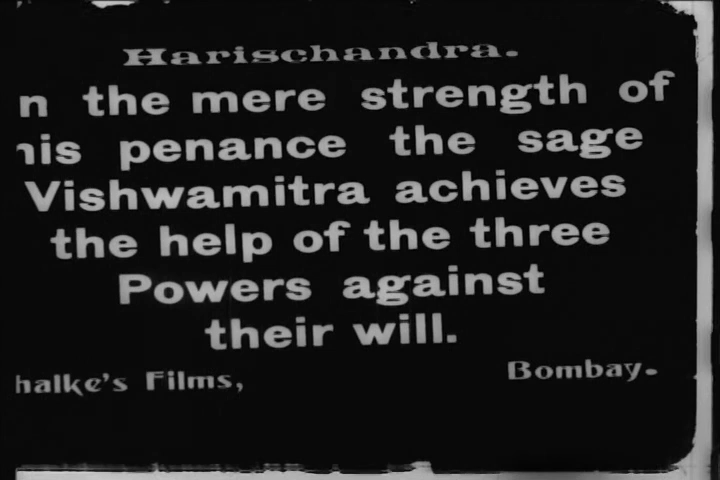 Harischandra.
n the mere strength of
his penance the sage
Vishwamitra achieves
the help of the three
Powers against
their will.
halke's Films, Bombay.